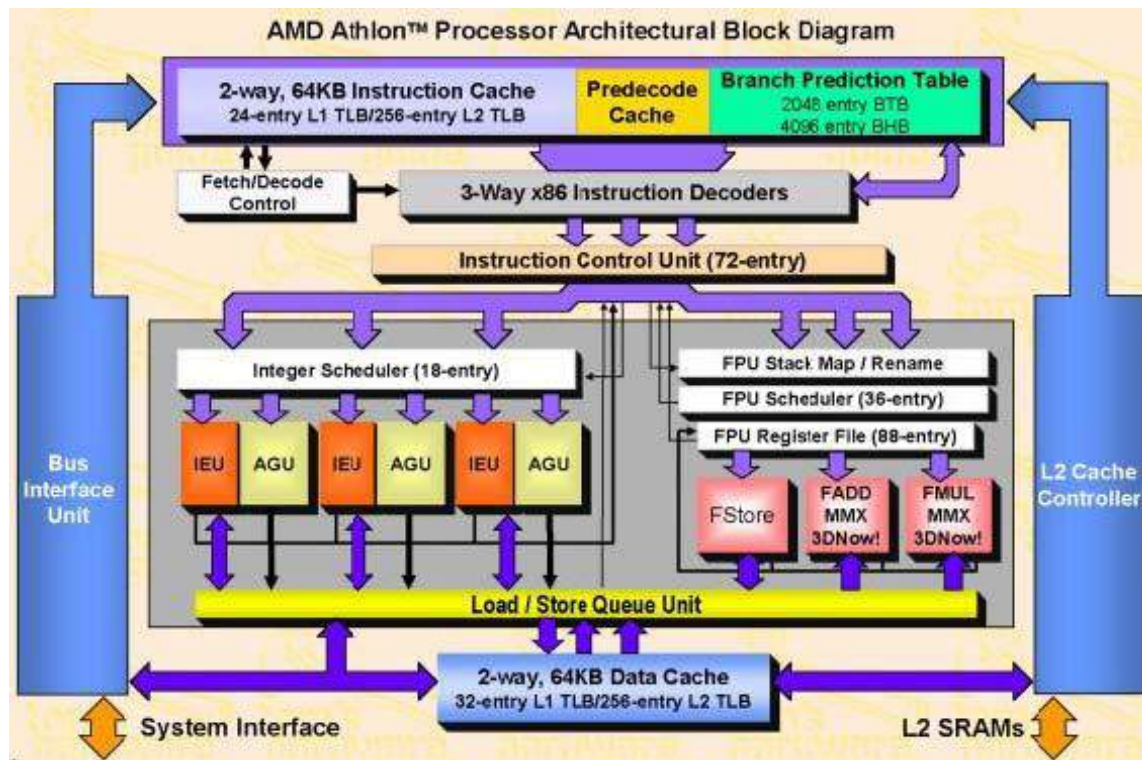 AMD Athlon™ Processor Architectural Block Diagram
2-way, 64KB Instruction Cache
24-entry L1 TLB/256-entry L2 TLB
Predecode
Cache
Branch Prediction Table
2048 entry BTB
4096 entry BHB
Fetch/Decode
Control
3-Way x86 Instruction Decoders
Instruction Control Unit (72-entry)
Integer Scheduler (18-entry)
FPU Stack Map / Rename
FPU Scheduler (36-entry)
FPU Register File (88-entry)
Bus
Interface
Unit
IEU
AGU
IEU
AGU
IEU
AGU
FStore
FADD
MMX
3DNow!
FMUL
MMX
3DNow!
L2 Cache
Controller
Load / Store Queue Unit
2-way, 64KB Data Cache
32-entry L1 TLB/256-entry L2 TLB
System Interface
L2 SRAMs